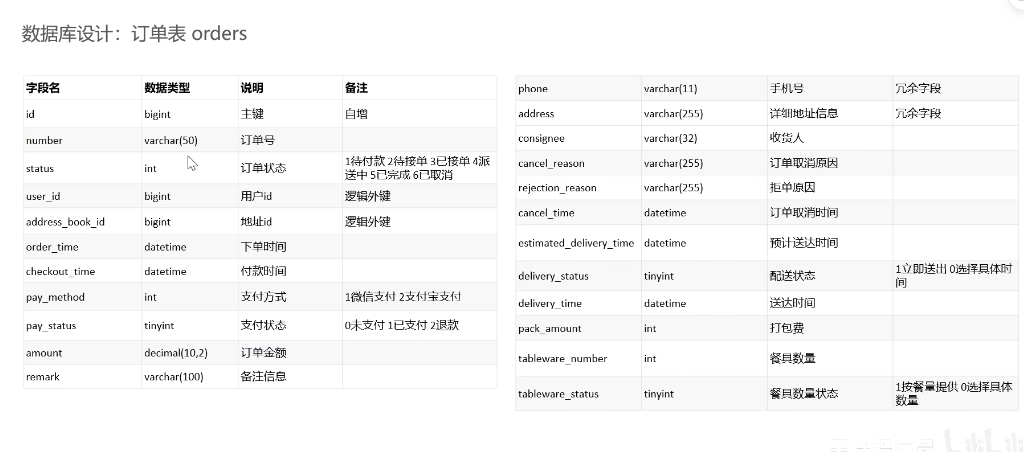 数据库设计：订单表 orders
字段名 数据类型 说明 备注
id bigint 主键 自增
number varchar(50) 订单号
status int 订单状态 1待付款 2待接单 3已接单 4派
送中 5已完成 6已取消
user_id bigint 用户id 逻辑外键
address_book_id bigint 地址id 逻辑外键
order_time datetime 下单时间
checkout_time datetime 付款时间
pay_method int 支付方式 1微信支付 2支付宝支付
pay_status tinyint 支付状态 0未支付 1已支付 2退款
amount decimal(10,2) 订单金额
remark varchar(100) 备注信息
phone varchar(11) 手机号 冗余字段
address varchar(255) 详细地址信息 冗余字段
consignee varchar(32) 收货人
cancel_reason varchar(255) 订单取消原因
rejection_reason varchar(255) 拒单原因
cancel_time datetime 订单取消时间
estimated_delivery_time datetime 预计送达时间
delivery_status tinyint 配送状态 1立即送出 0选择具体时
间
delivery_time datetime 送达时间
pack_amount int 打包费
tableware_number int 餐具数量
tableware_status tinyint 餐具数量状态 1按餐量提供 0选择具体
数量